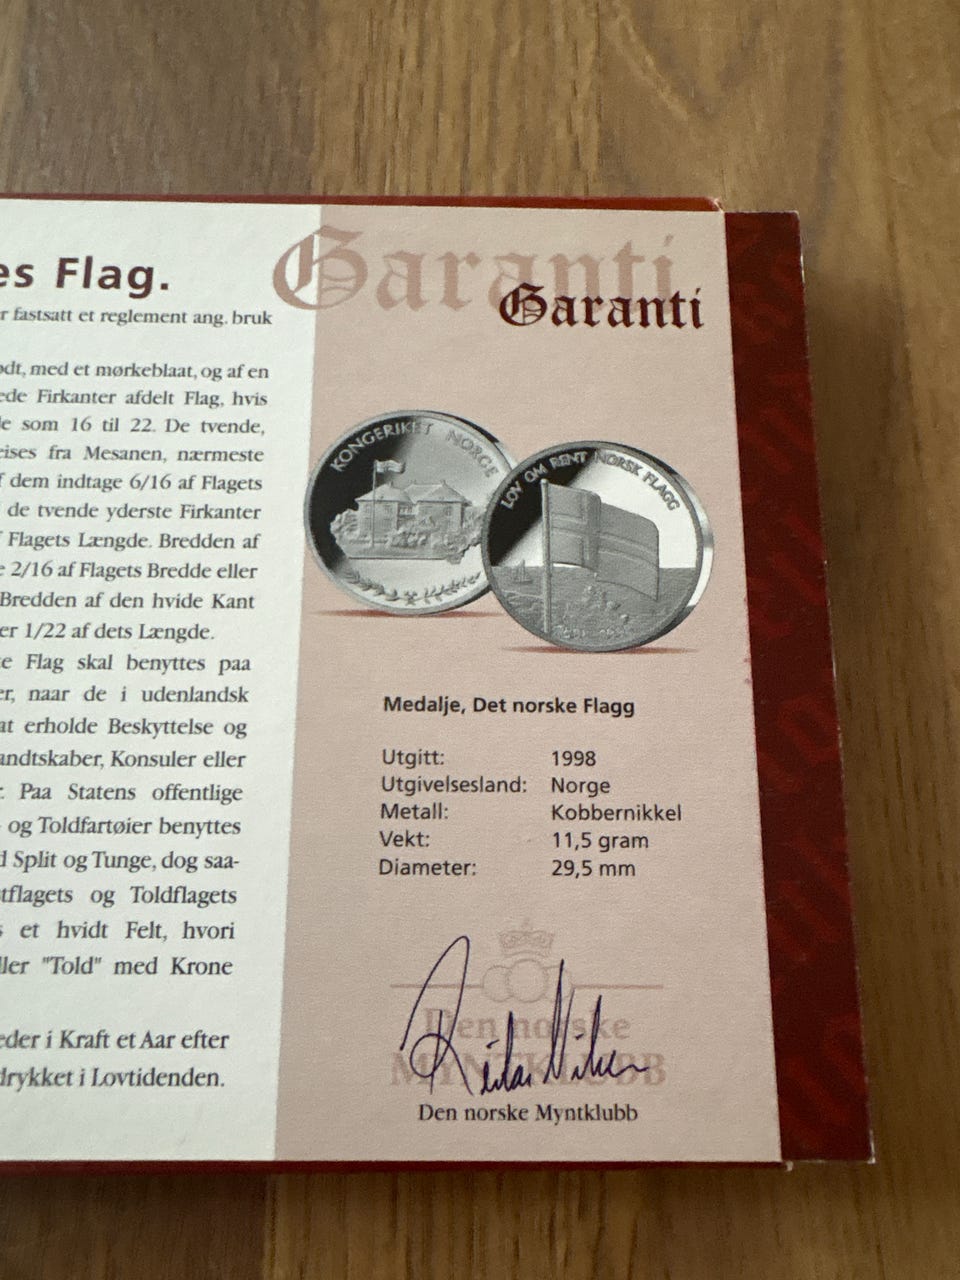 es Flag.
r fastsatt et reglement ang. bruk
odt, med et mørkeblaat, og af en
ede Firkanter afdelt Flag, hvis
le som 16 til 22. De tvende,
eises fra Mesanen, nærmeste
f dem indtage 6/16 af Flagets
de tvende yderste Firkanter
f Flagets Længde. Bredden af
e 2/16 af Flagets Bredde eller
Bredden af den hvide Kant
er 1/22 af dets Længde.
te Flag skal benyttes paa
er, naar de i udenlandsk
at erholde Beskyttelse og
andtskaber, Konsuler eller
r. Paa Statens offentlige
- og Toldfartøier benyttes
d Split og Tunge, dog saa-
tflagets og Toldflagets
s et hvidt Felt, hvori
ller "Told" med Krone
eder i Kraft et Aar efter
drykket i Lovtidenden.
Garanti
Garanti
KONGERIKET NORGE
LOV OM RENT NORSK FLAGG
Medalje, Det norske Flagg
Utgitt: 1998
Utgivelsesland: Norge
Metall: Kobbernikkel
Vekt: 11,5 gram
Diameter: 29,5 mm
Den norske
MYNTKLUBB
Den norske Myntklubb